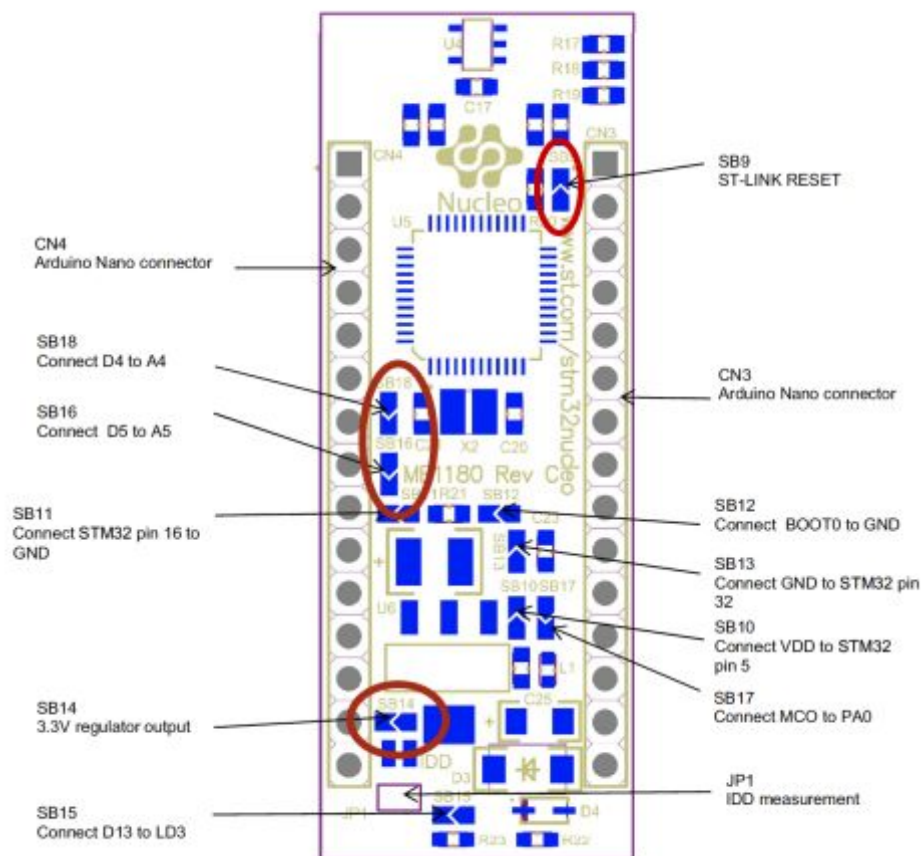 U4
R17
R18
R19
C17
CN4
CN3
SB9
ST-LINK RESET
Nucleo
U5
www.st.com/stm32nucleo
CN4
Arduino Nano connector
SB18
Connect D4 to A4
SB18
SB16
Connect  D5 to A5
SB16
X2
C20
CN3
Arduino Nano connector
MB1180 Rev C
SB11
Connect STM32 pin 16 to
GND
R21
SB12
SB12
Connect  BOOT0 to GND
C23
SB13
SB13
Connect GND to STM32 pin
32
SB10
SB17
U6
SB10
Connect VDD to STM32
pin 5
L1
SB17
Connect MCO to PA0
SB14
3.3V regulator output
SB14
C25
IDD
D3
JP1
JP1
IDD measurement
SB15
Connect D13 to LD3
SB15
D4
R23
R22